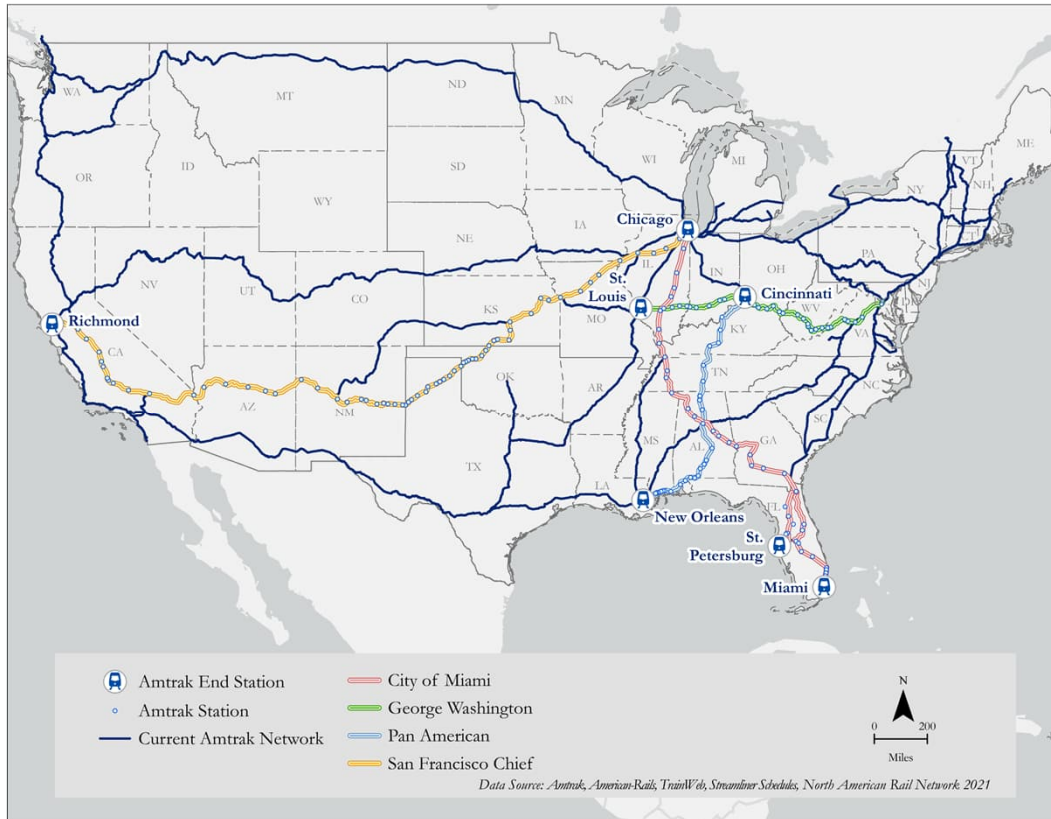 WA
MT
ND
MN
ME
VT
NH
OR
ID
SD
WI
MI
NY
WY
Chicago
IA
NE
CT
PA
NJ
IL
IN
OH
NV
UT
St.
Louis
Cincinnati
DE
CO
WV
Richmond
KS
MO
KY
VA
CA
TN
NC
OK
AR
AZ
NM
SC
MS
AL
GA
TX
LA
New Orleans
FL
St.
Petersburg
Miami
Amtrak End Station
Amtrak Station
Current Amtrak Network
City of Miami
George Washington
Pan American
San Francisco Chief
N
0 200
Miles
Data Source: Amtrak, American-Rails, TrainWeb, Streamliner Schedules, North American Rail Network 2021